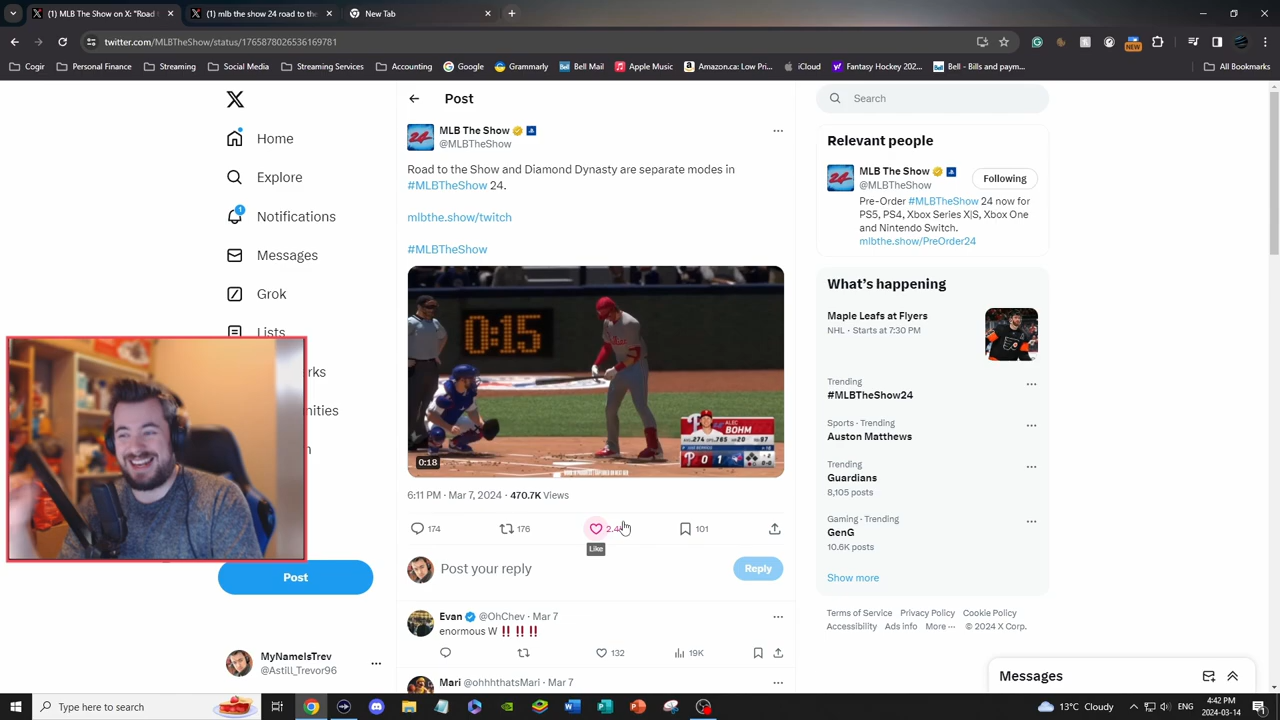 (1) MLB The Show on X: "Road
(1) mlb the show 24 road to the
New Tab
twitter.com/MLBTheShow/status/1765878026536169781
NEW
Cogir
Personal Finance
Streaming
Social Media
Streaming Services
Accounting
Google
Grammarly
Bell Mail
Apple Music
Amazon.ca: Low Pri...
iCloud
Fantasy Hockey 202...
Bell - Bills and paym...
All Bookmarks
Home
Explore
1
Notifications
Messages
Grok
Lists
Post
MyNameIsTrev
@Astill_Trevor96
Post
MLB The Show
@MLBTheShow
Road to the Show and Diamond Dynasty are separate modes in
#MLBTheShow 24.
mlbthe.show/twitch
#MLBTheShow
0:15
ALEC
BOHM
P 0 1
0:18
6:11 PM · Mar 7, 2024 · 470.7K Views
174
176
101
Like
Post your reply
Reply
Evan @OhChev · Mar 7
enormous W ‼️ ‼️ ‼️
132
19K
Mari @ohhhthatsMari · Mar 7
Search
Relevant people
MLB The Show
@MLBTheShow
Following
Pre-Order #MLBTheShow 24 now for
PS5, PS4, Xbox Series X|S, Xbox One
and Nintendo Switch.
mlbthe.show/PreOrder24
What's happening
Maple Leafs at Flyers
NHL · Starts at 7:30 PM
Trending
#MLBTheShow24
Sports · Trending
Auston Matthews
Trending
Guardians
8,105 posts
Gaming · Trending
GenG
10.6K posts
Show more
Terms of Service Privacy Policy Cookie Policy
Accessibility Ads info More ··· © 2024 X Corp.
Messages
Type here to search
13°C Cloudy
ENG
4:42 PM
2024-03-14